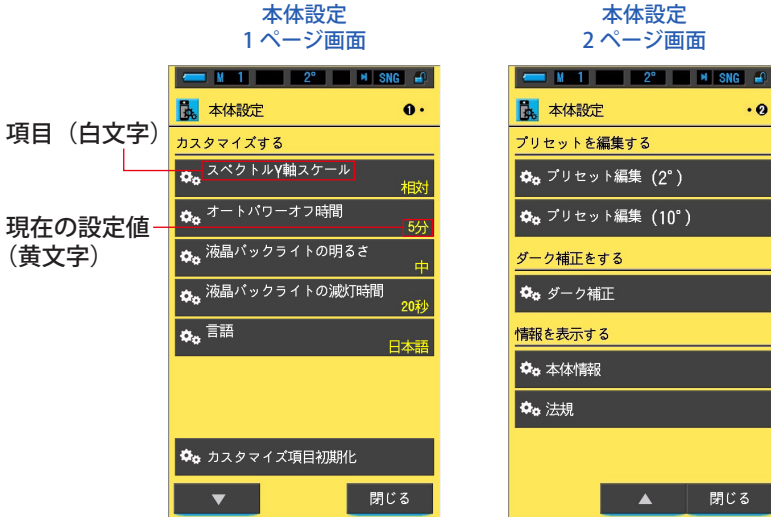 本体設定
1 ページ画面
本体設定
2 ページ画面
項目（白文字）
現在の設定値
（黄文字）
M 1 2° SNG
本体設定 ❶・
カスタマイズする
スペクトルY軸スケール
相対
オートパワーオフ時間
5分
液晶バックライトの明るさ
中
液晶バックライトの減灯時間
20秒
言語
日本語
カスタマイズ項目初期化
▼ 閉じる
M 1 2° SNG
本体設定 ・❷
プリセットを編集する
プリセット編集（2°）
プリセット編集（10°）
ダーク補正をする
ダーク補正
情報を表示する
本体情報
法規
▲ 閉じる